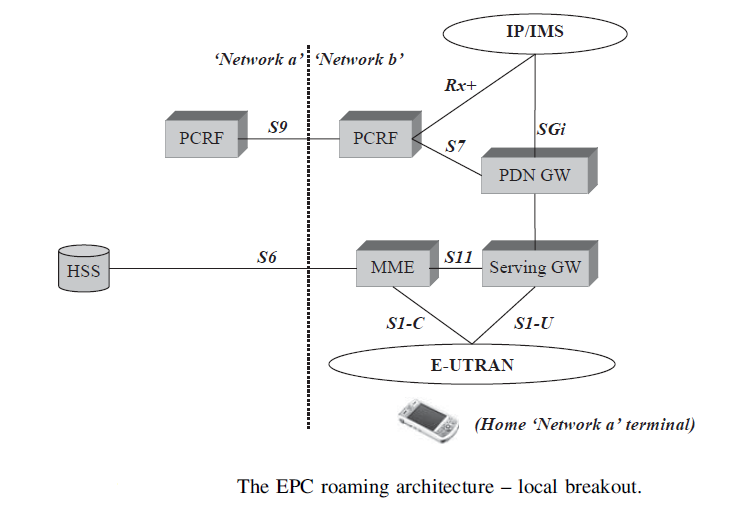 IP/IMS
‘Network a’ ‘Network b’
Rx+
PCRF S9 PCRF SGi
S7
PDN GW
HSS S6 MME S11 Serving GW
S1-C S1-U
E-UTRAN
(Home ‘Network a’ terminal)
The EPC roaming architecture – local breakout.